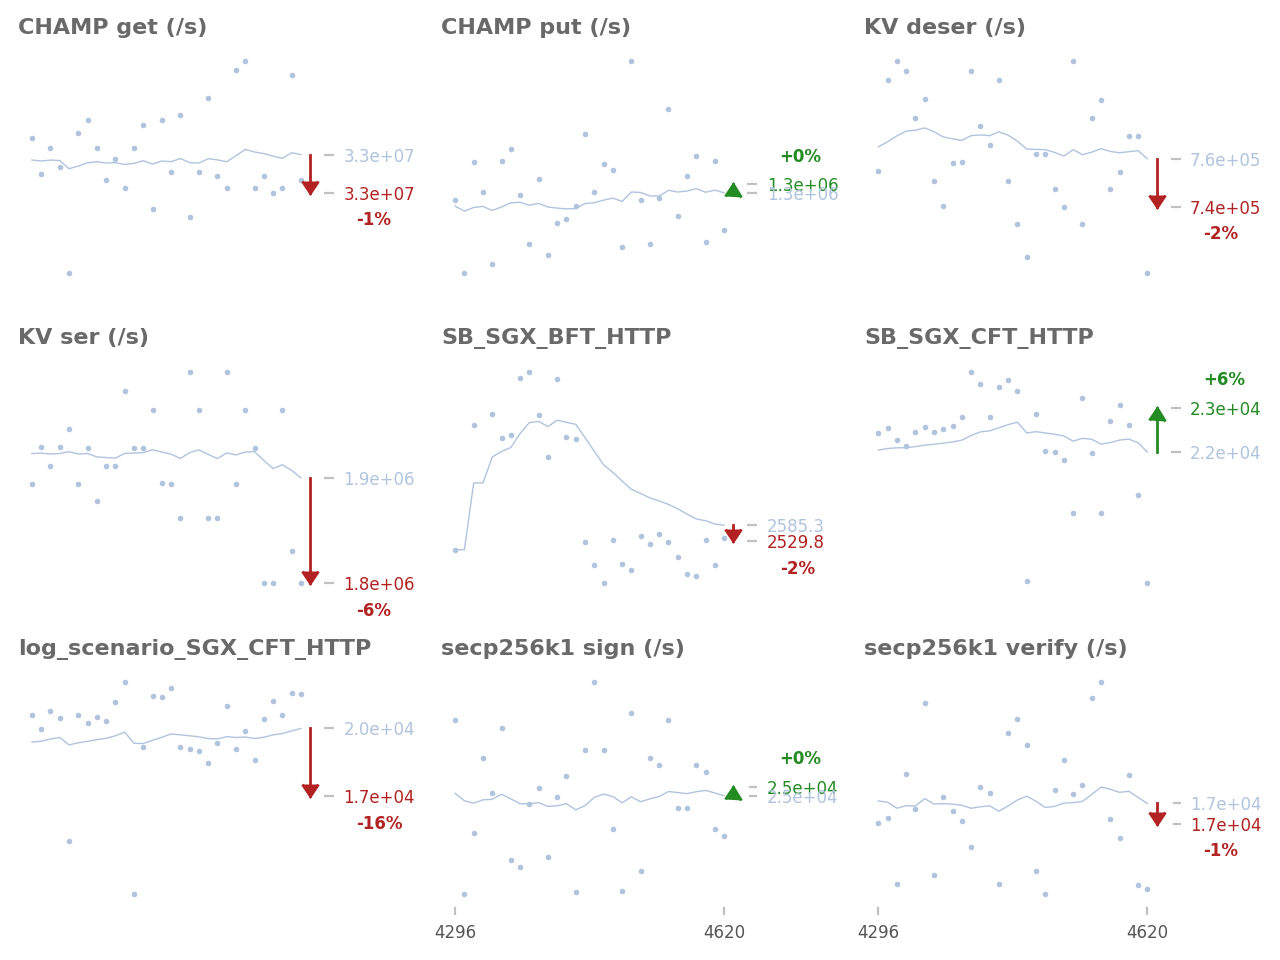 CHAMP get (/s)
3.3e+07
3.3e+07
-1%
CHAMP put (/s)
+0%
1.3e+06
1.3e+06
KV deser (/s)
7.6e+05
7.4e+05
-2%
KV ser (/s)
1.9e+06
1.8e+06
-6%
SB_SGX_BFT_HTTP
2585.3
2529.8
-2%
SB_SGX_CFT_HTTP
+6%
2.3e+04
2.2e+04
log_scenario_SGX_CFT_HTTP
2.0e+04
1.7e+04
-16%
secp256k1 sign (/s)
+0%
2.5e+04
2.5e+04
4296 4620
secp256k1 verify (/s)
1.7e+04
1.7e+04
-1%
4296 4620